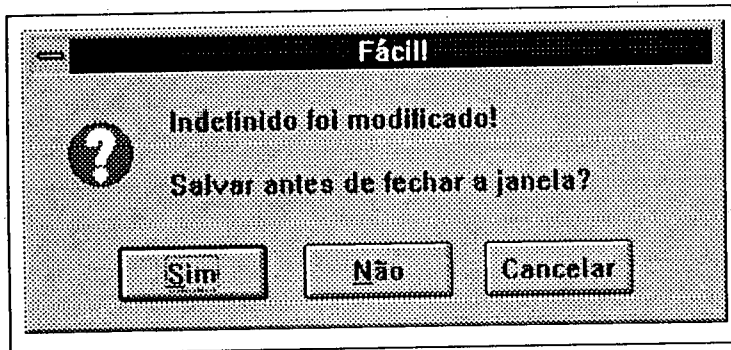 Fácil!
Indefinido foi modificado!
Salvar antes de fechar a janela?
Sim
Não
Cancelar